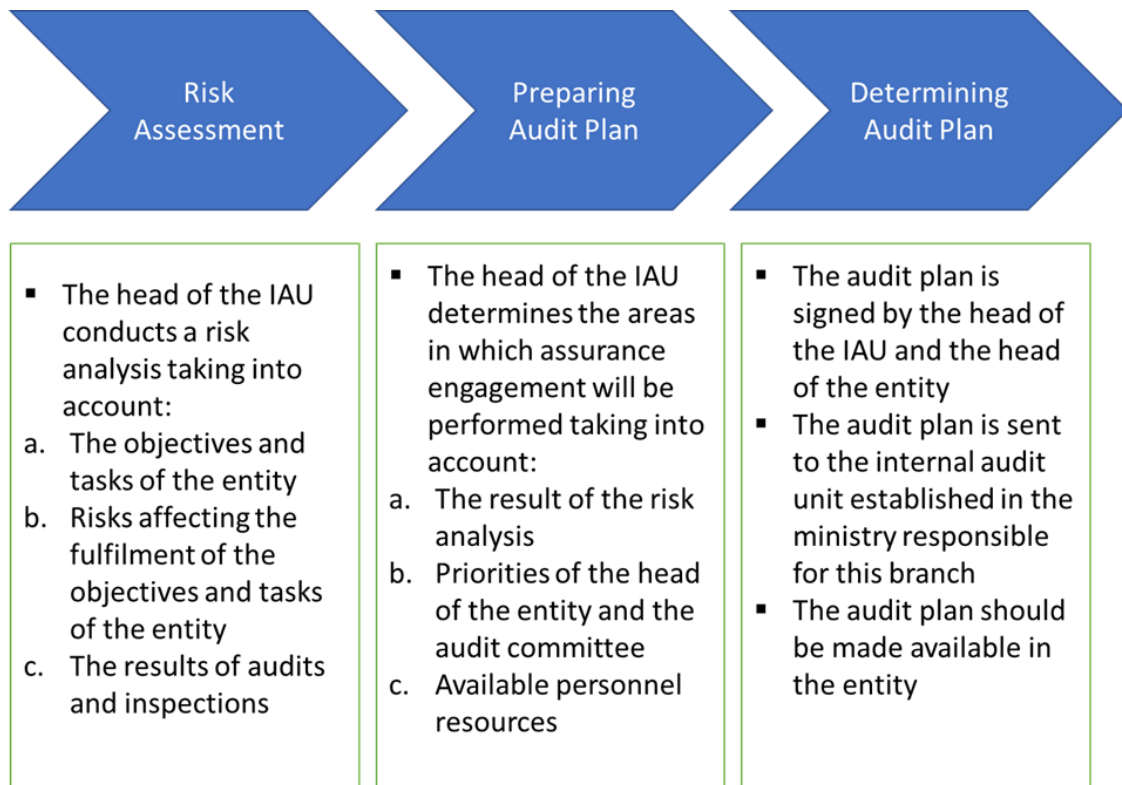 Risk
Assessment
Preparing
Audit Plan
Determining
Audit Plan
▪ The head of the IAU
conducts a risk
analysis taking into
account:
a. The objectives and
tasks of the entity
b. Risks affecting the
fulfilment of the
objectives and tasks
of the entity
c. The results of audits
and inspections
▪ The head of the IAU
determines the areas
in which assurance
engagement will be
performed taking into
account:
a. The result of the risk
analysis
b. Priorities of the head
of the entity and the
audit committee
c. Available personnel
resources
▪ The audit plan is
signed by the head of
the IAU and the head
of the entity
▪ The audit plan is sent
to the internal audit
unit established in the
ministry responsible
for this branch
▪ The audit plan should
be made available in
the entity